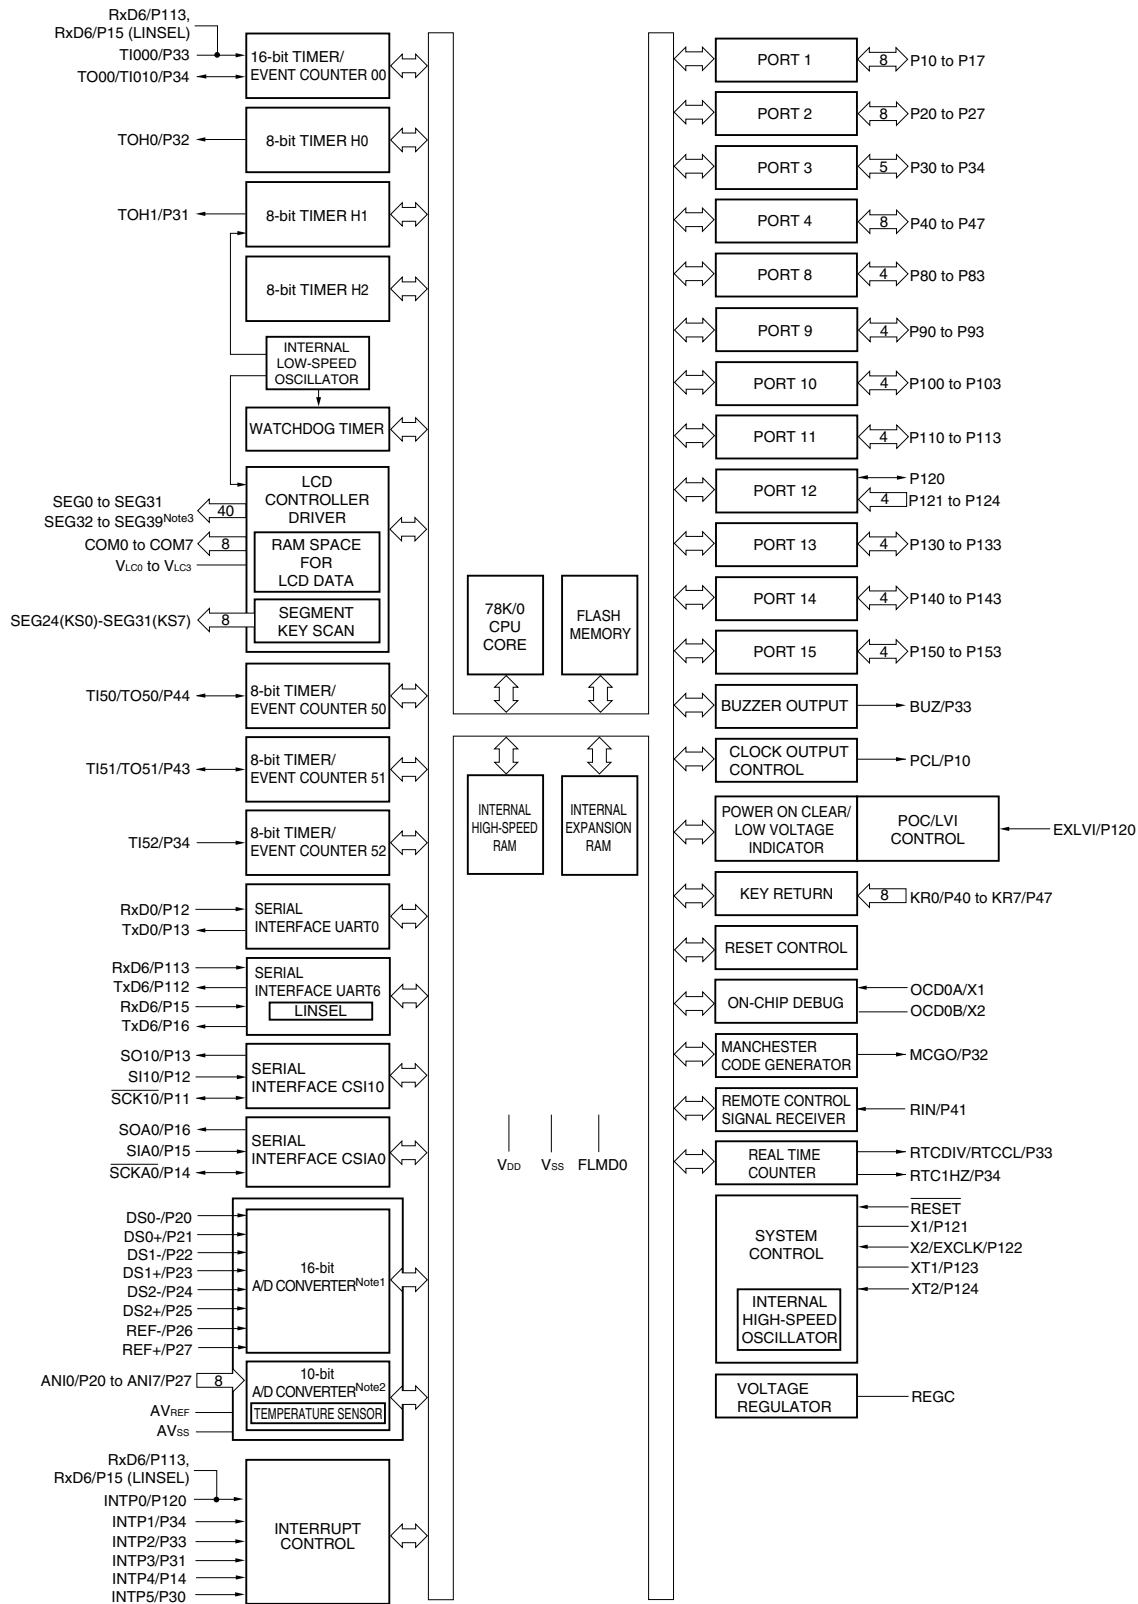 RxD6/P113,
RxD6/P15 (LINSEL)
TI000/P33
TO00/TI010/P34
16-bit TIMER/
EVENT COUNTER 00
TOH0/P32
8-bit TIMER H0
TOH1/P31
8-bit TIMER H1
8-bit TIMER H2
INTERNAL
LOW-SPEED
OSCILLATOR
WATCHDOG TIMER
SEG0 to SEG31
SEG32 to SEG39Note3
40
COM0 to COM7
8
VLC0 to VLC3
LCD
CONTROLLER
DRIVER
RAM SPACE
FOR
LCD DATA
SEG24(KS0)-SEG31(KS7)
8
SEGMENT
KEY SCAN
TI50/TO50/P44
8-bit TIMER/
EVENT COUNTER 50
TI51/TO51/P43
8-bit TIMER/
EVENT COUNTER 51
TI52/P34
8-bit TIMER/
EVENT COUNTER 52
RxD0/P12
TxD0/P13
SERIAL
INTERFACE UART0
RxD6/P113
TxD6/P112
RxD6/P15
TxD6/P16
SERIAL
INTERFACE UART6
LINSEL
SO10/P13
SI10/P12
SCK10/P11
SERIAL
INTERFACE CSI10
SOA0/P16
SIA0/P15
SCKA0/P14
SERIAL
INTERFACE CSIA0
DS0-/P20
DS0+/P21
DS1-/P22
DS1+/P23
DS2-/P24
DS2+/P25
REF-/P26
REF+/P27
16-bit
A/D CONVERTERNote1
ANI0/P20 to ANI7/P27
8
AVREF
AVSS
10-bit
A/D CONVERTERNote2
TEMPERATURE SENSOR
RxD6/P113,
RxD6/P15 (LINSEL)
INTP0/P120
INTP1/P34
INTP2/P33
INTP3/P31
INTP4/P14
INTP5/P30
INTERRUPT
CONTROL
78K/0
CPU
CORE
FLASH
MEMORY
INTERNAL
HIGH-SPEED
RAM
INTERNAL
EXPANSION
RAM
VDD
VSS
FLMD0
PORT 1
8
P10 to P17
PORT 2
8
P20 to P27
PORT 3
5
P30 to P34
PORT 4
8
P40 to P47
PORT 8
4
P80 to P83
PORT 9
4
P90 to P93
PORT 10
4
P100 to P103
PORT 11
4
P110 to P113
PORT 12
P120
4
P121 to P124
PORT 13
4
P130 to P133
PORT 14
4
P140 to P143
PORT 15
4
P150 to P153
BUZZER OUTPUT
BUZ/P33
CLOCK OUTPUT
CONTROL
PCL/P10
POWER ON CLEAR/
LOW VOLTAGE
INDICATOR
POC/LVI
CONTROL
EXLVI/P120
KEY RETURN
8
KR0/P40 to KR7/P47
RESET CONTROL
ON-CHIP DEBUG
OCD0A/X1
OCD0B/X2
MANCHESTER
CODE GENERATOR
MCGO/P32
REMOTE CONTROL
SIGNAL RECEIVER
RIN/P41
REAL TIME
COUNTER
RTCDIV/RTCCL/P33
RTC1HZ/P34
SYSTEM
CONTROL
INTERNAL
HIGH-SPEED
OSCILLATOR
RESET
X1/P121
X2/EXCLK/P122
XT1/P123
XT2/P124
VOLTAGE
REGULATOR
REGC